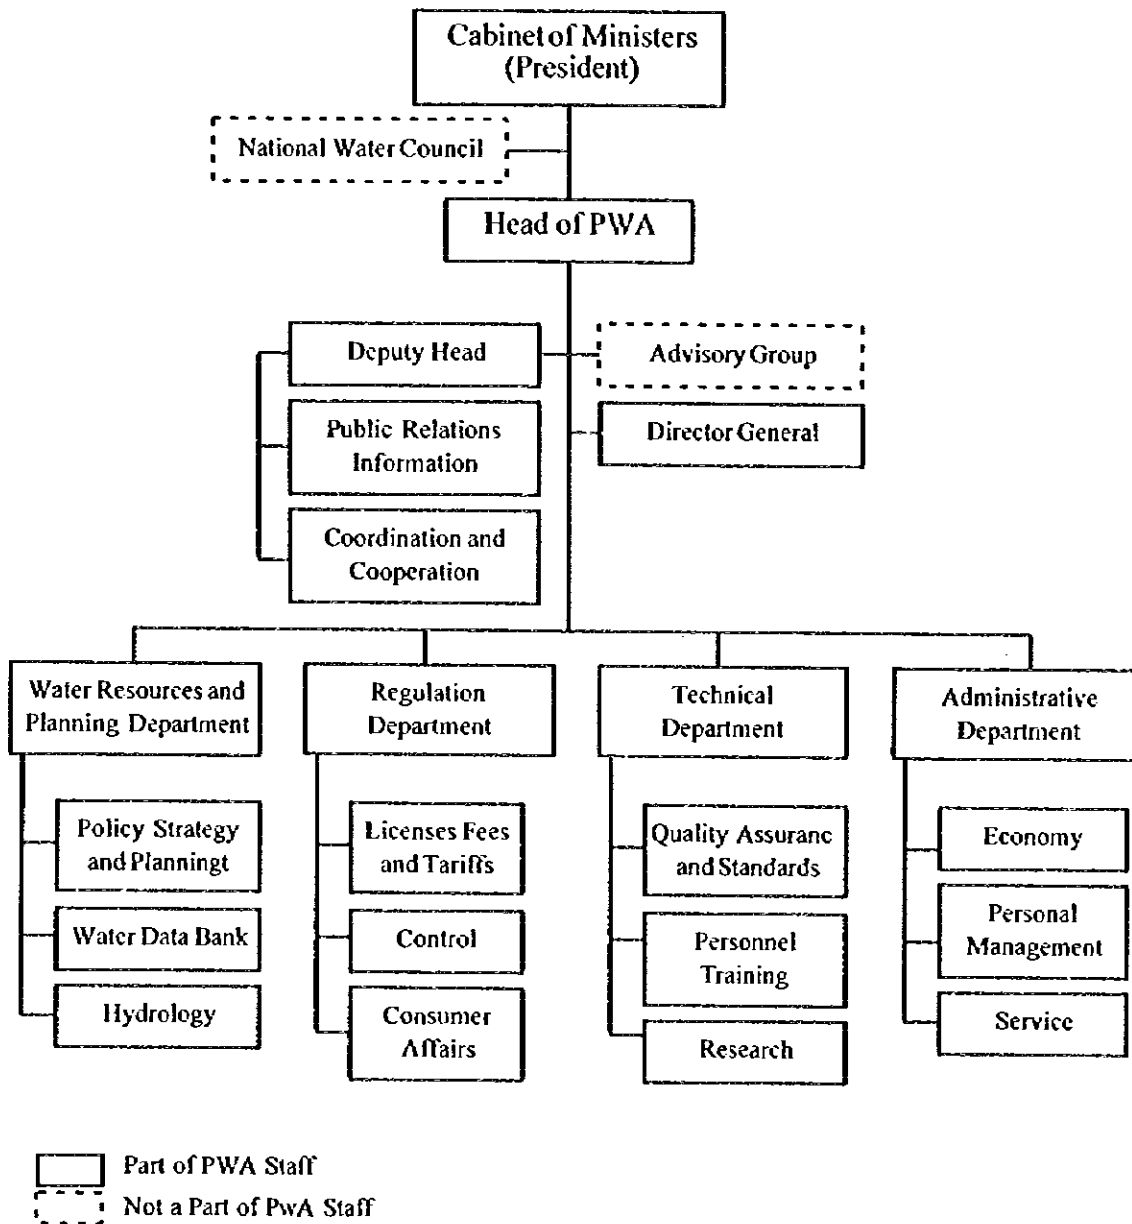 Cabinet of Ministers
(President)
National Water Council
Head of PWA
Deputy Head
Advisory Group
Public Relations
Information
Director General
Coordination and
Cooperation
Water Resources and
Planning Department
Regulation
Department
Technical
Department
Administrative
Department
Policy Strategy
and Planningt
Water Data Bank
Hydrology
Licenses Fees
and Tariffs
Control
Consumer
Affairs
Quality Assuranc
and Standards
Personnel
Training
Research
Economy
Personal
Management
Service
Part of PWA Staff
Not a Part of PwA Staff